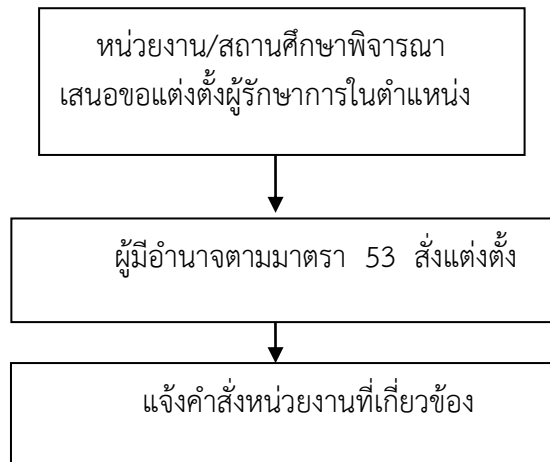 หน่วยงาน/สถานศึกษาพิจารณา
เสนอขอแต่งตั้งผู้รักษาการในตำแหน่ง
ผู้มีอำนาจตามมาตรา 53 สั่งแต่งตั้ง
แจ้งคำสั่งหน่วยงานที่เกี่ยวข้อง